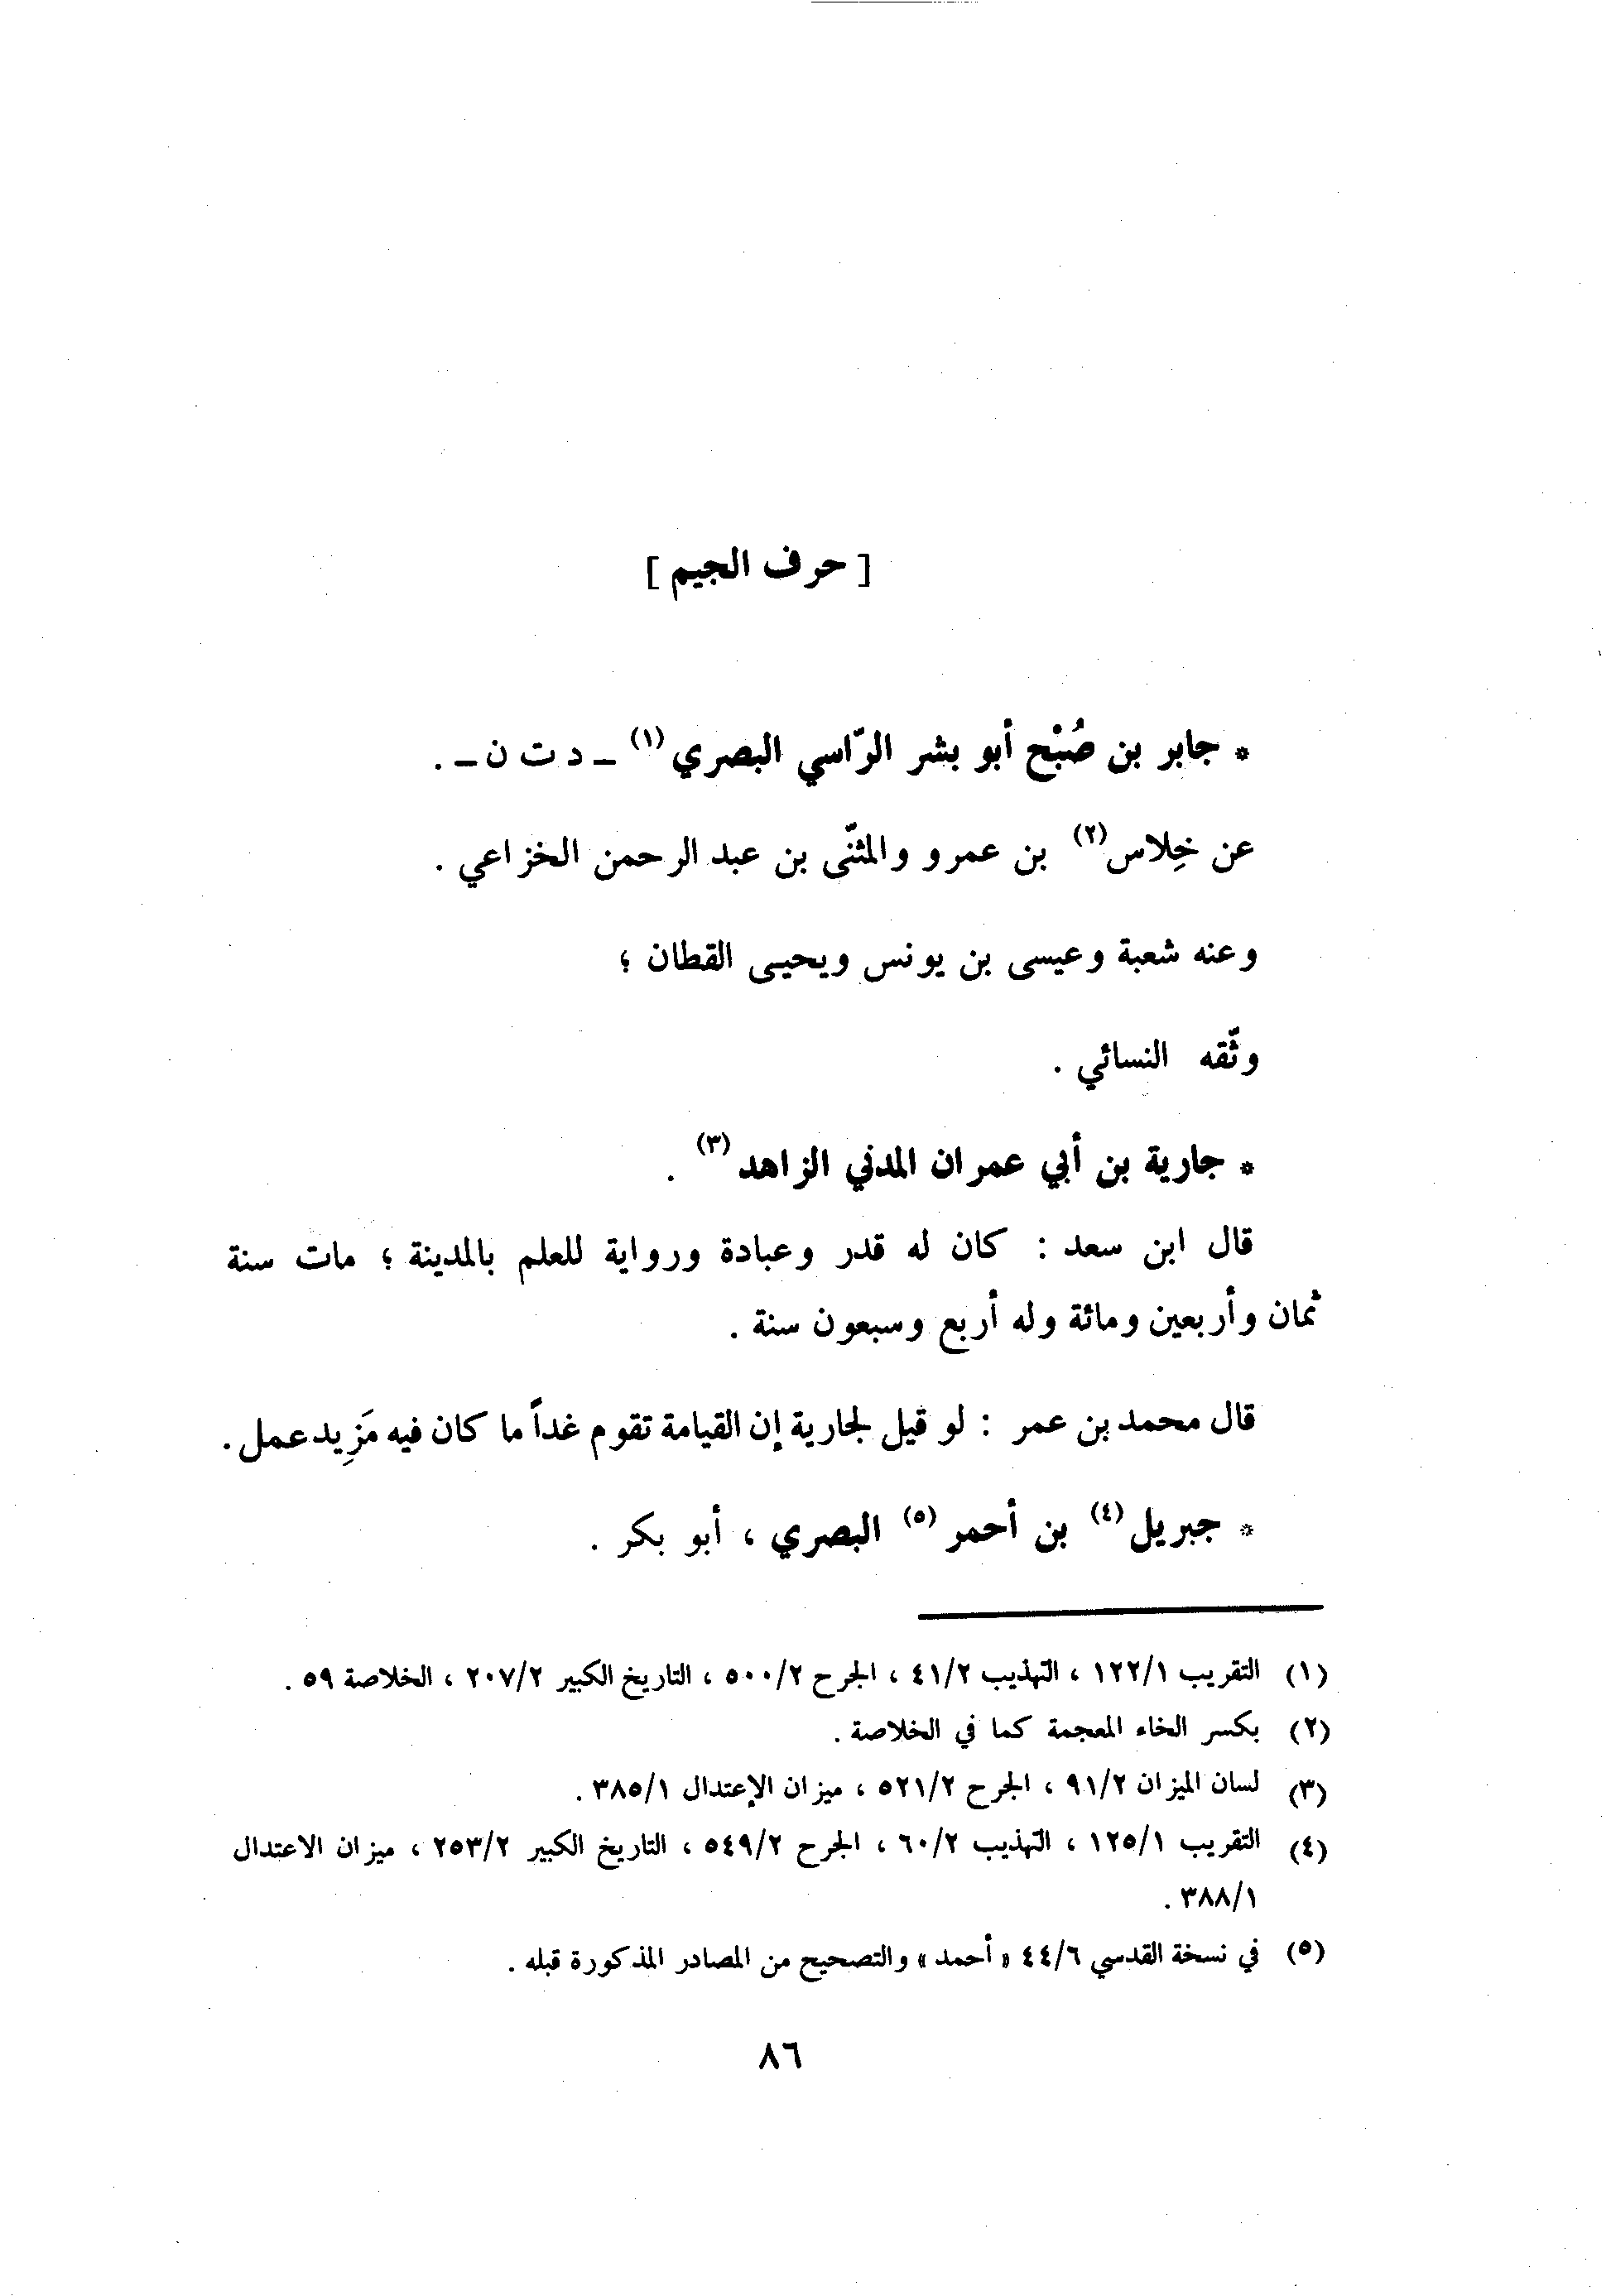 [ حرف الجيم ]
* جابر بن صُبْح أبو بشر الرّاسي البصري (١) ــ د ت ن ــ .
عن خِلاس (٢) بن عمرو والمثنّى بن عبد الرحمن الخزاعي .
وعنه شعبة وعيسى بن يونس ويحيى القطان ؛
وثّقه النسائي .
* جارية بن أبي عمران المدني الزاهد (٣) .
قال ابن سعد : كان له قدر وعبادة ورواية للعلم بالمدينة ؛ مات سنة
ثمان وأربعين ومائة وله أربع وسبعون سنة .
قال محمد بن عمر : لو قيل لجارية إن القيامة تقوم غداً ما كان فيه مَزِيد عمل .
* جبريل (٤) بن أحمر (٥) البصري ، أبو بكر .
(١) التقريب ١٢٢/١ ، التهذيب ٤١/٢ ، الجرح ٥٠٠/٢ ، التاريخ الكبير ٢٠٧/٢ ، الخلاصة ٥٩ .
(٢) بكسر الخاء المعجمة كما في الخلاصة .
(٣) لسان الميزان ٩١/٢ ، الجرح ٥٢١/٢ ، ميزان الإعتدال ٣٨٥/١ .
(٤) التقريب ١٢٥/١ ، التهذيب ٦٠/٢ ، الجرح ٥٤٩/٢ ، التاريخ الكبير ٢٥٣/٢ ، ميزان الاعتدال
٣٨٨/١ .
(٥) في نسخة القدسي ٤٤/٦ « أحمد » والتصحيح من المصادر المذكورة قبله .
٨٦